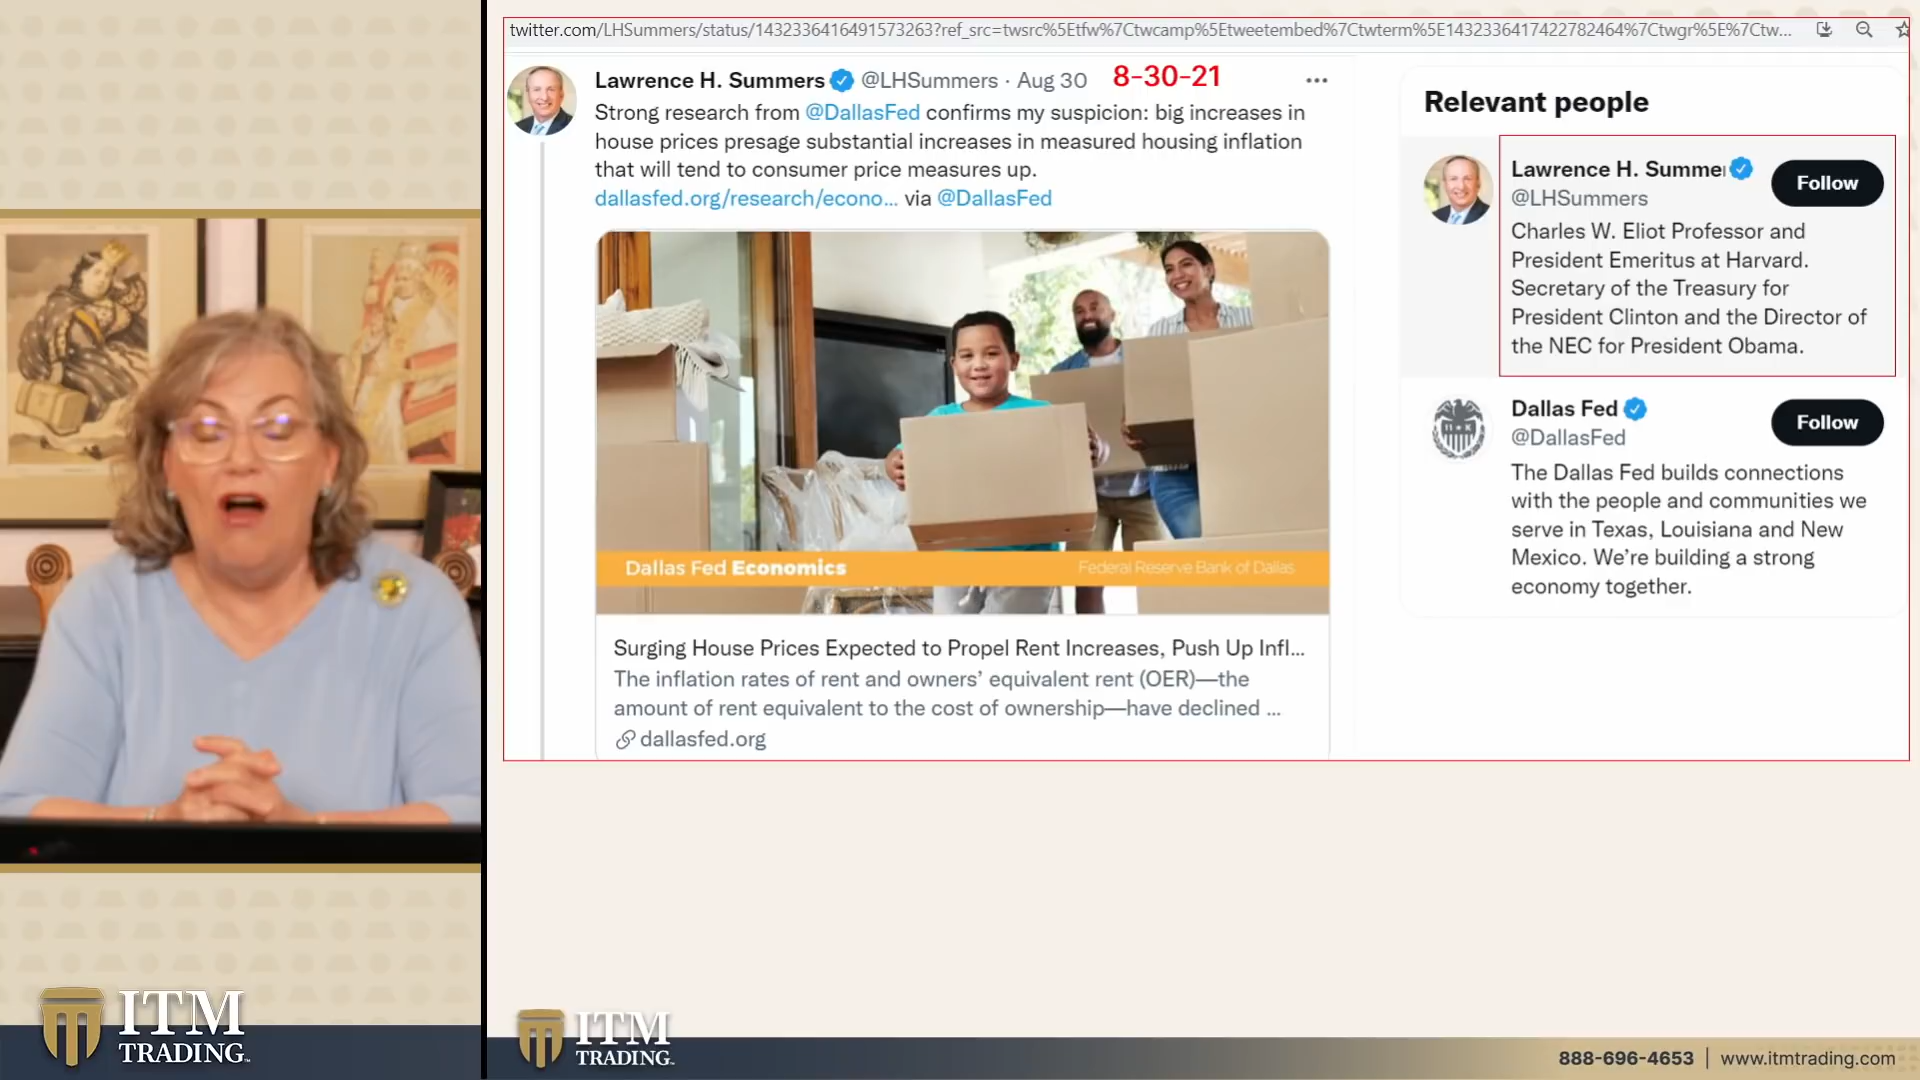 twitter.com/LHSummers/status/1432336416491573263?ref_src=twsrc%5Etfw%7Ctwcamp%5Etweetembed%7Ctwterm%5E1432336417422782464%7Ctwgr%5E%7Ctw...
Lawrence H. Summers @LHSummers · Aug 30 8-30-21
Strong research from @DallasFed confirms my suspicion: big increases in
house prices presage substantial increases in measured housing inflation
that will tend to consumer price measures up.
dallasfed.org/research/econo... via @DallasFed
Dallas Fed Economics
Federal Reserve Bank of Dallas
Surging House Prices Expected to Propel Rent Increases, Push Up Infl...
The inflation rates of rent and owners’ equivalent rent (OER)—the
amount of rent equivalent to the cost of ownership—have declined ...
dallasfed.org
Relevant people
Lawrence H. Summe
Follow
@LHSummers
Charles W. Eliot Professor and
President Emeritus at Harvard.
Secretary of the Treasury for
President Clinton and the Director of
the NEC for President Obama.
Dallas Fed
Follow
@DallasFed
The Dallas Fed builds connections
with the people and communities we
serve in Texas, Louisiana and New
Mexico. We’re building a strong
economy together.
ITM
TRADING
ITM
TRADING
888-696-4653 | www.itmtrading.com